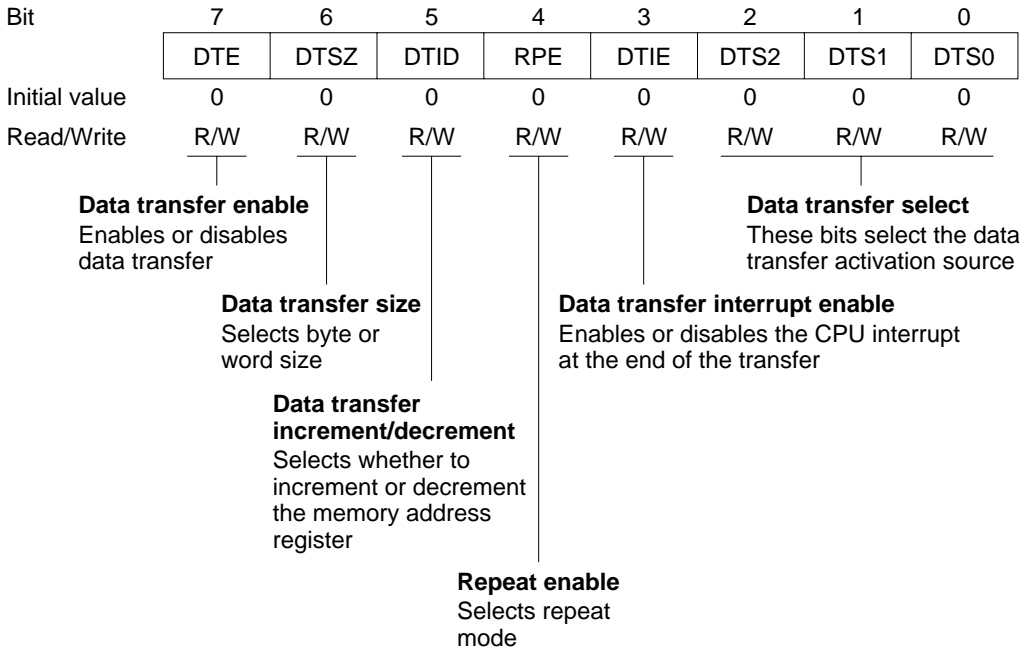 Bit 7 6 5 4 3 2 1 0
DTE DTSZ DTID RPE DTIE DTS2 DTS1 DTS0
Initial value 0 0 0 0 0 0 0 0
Read/Write R/W R/W R/W R/W R/W R/W R/W R/W
Data transfer enable
Enables or disables
data transfer
Data transfer select
These bits select the data
transfer activation source
Data transfer size
Selects byte or
word size
Data transfer interrupt enable
Enables or disables the CPU interrupt
at the end of the transfer
Data transfer
increment/decrement
Selects whether to
increment or decrement
the memory address
register
Repeat enable
Selects repeat
mode